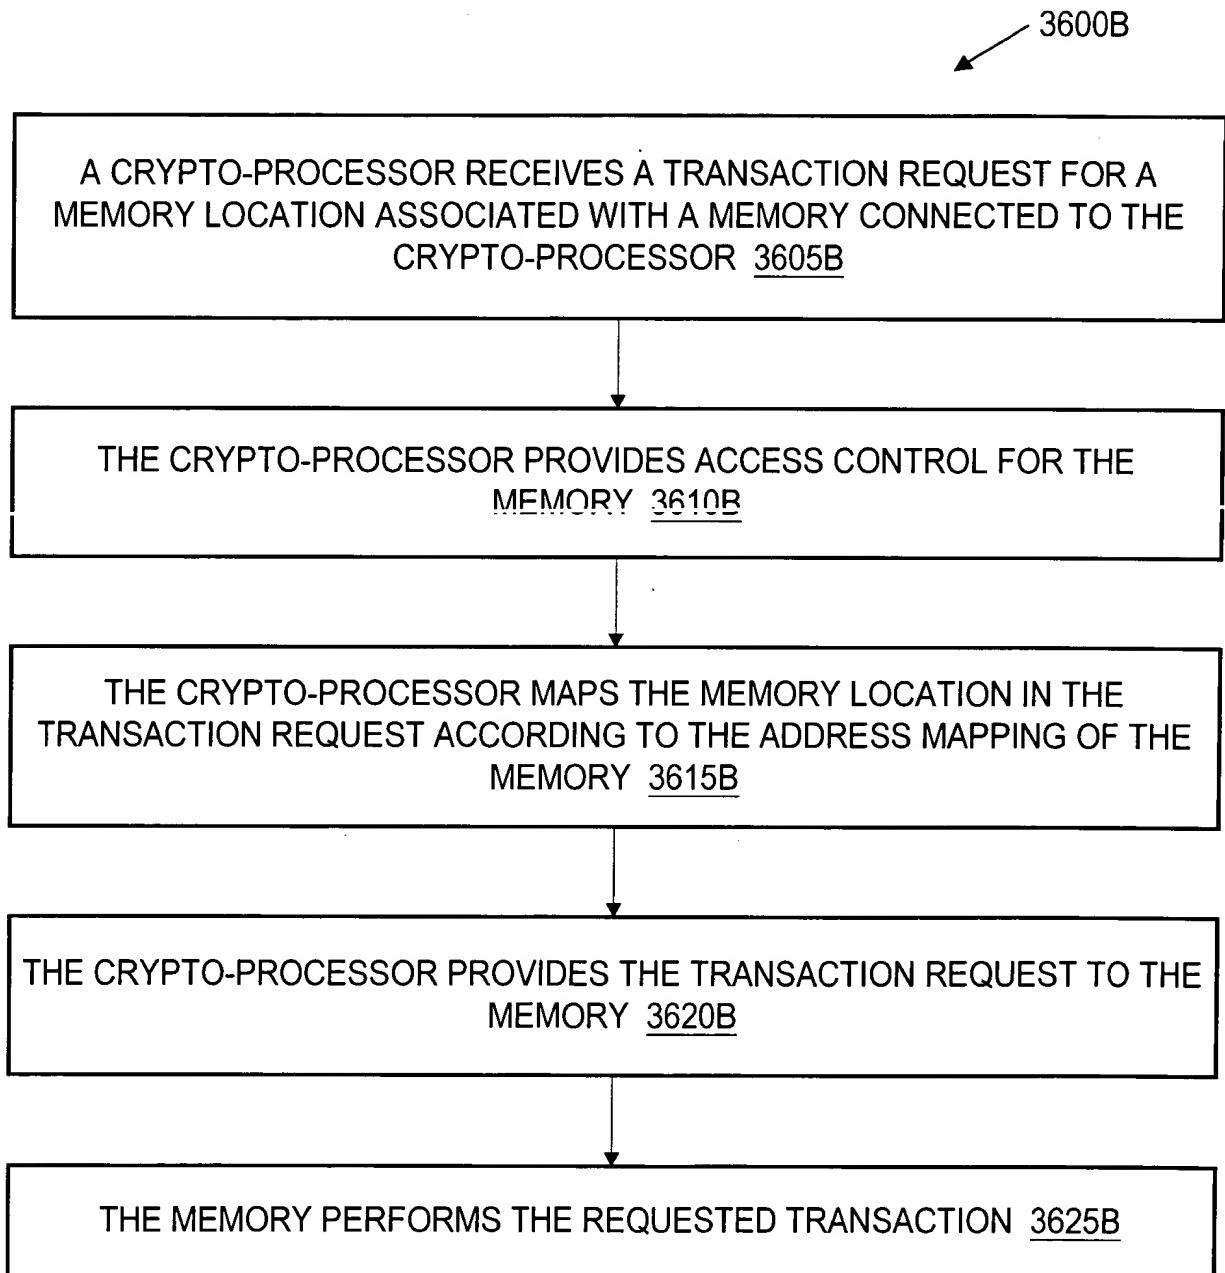 3600B
A CRYPTO-PROCESSOR RECEIVES A TRANSACTION REQUEST FOR A
MEMORY LOCATION ASSOCIATED WITH A MEMORY CONNECTED TO THE
CRYPTO-PROCESSOR 3605B
THE CRYPTO-PROCESSOR PROVIDES ACCESS CONTROL FOR THE
MEMORY 3610B
THE CRYPTO-PROCESSOR MAPS THE MEMORY LOCATION IN THE
TRANSACTION REQUEST ACCORDING TO THE ADDRESS MAPPING OF THE
MEMORY 3615B
THE CRYPTO-PROCESSOR PROVIDES THE TRANSACTION REQUEST TO THE
MEMORY 3620B
THE MEMORY PERFORMS THE REQUESTED TRANSACTION 3625B